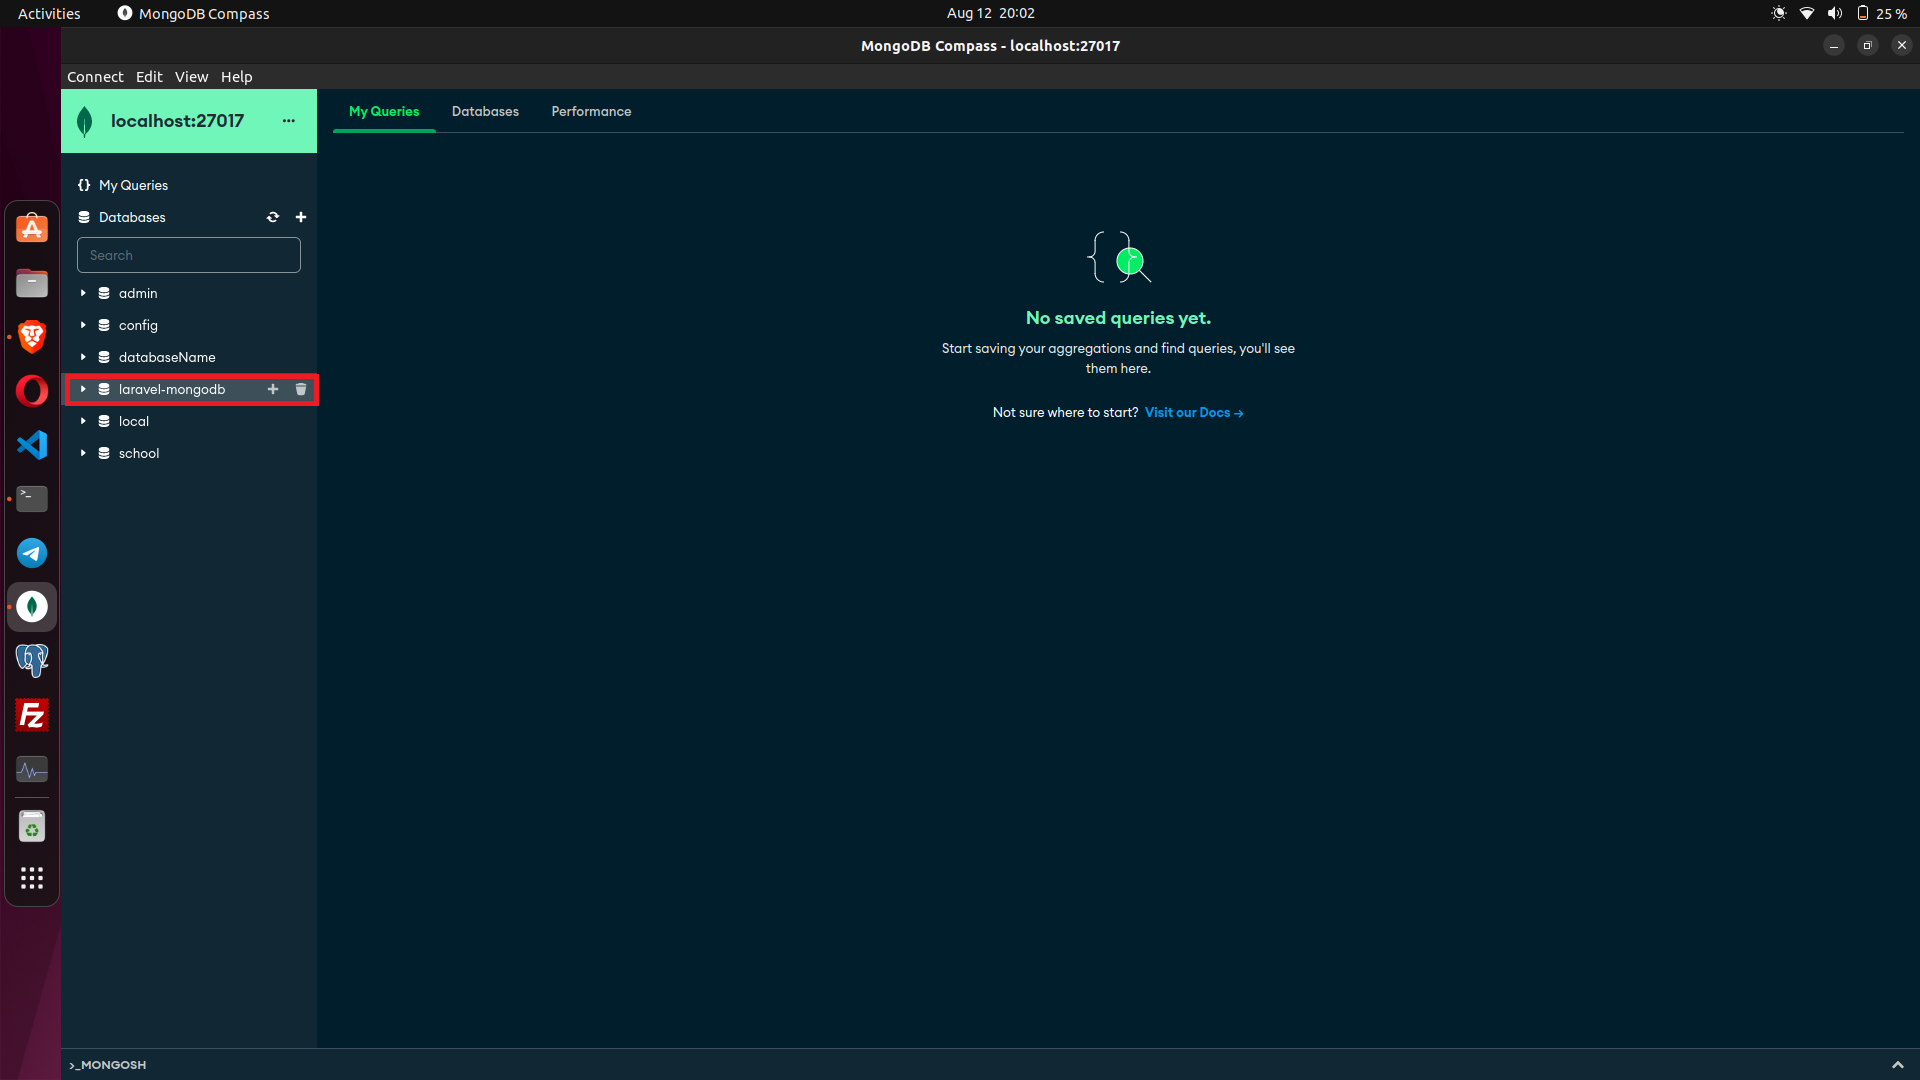 Activities
MongoDB Compass
Aug 12 20:02
25 %
MongoDB Compass - localhost:27017
Connect Edit View Help
localhost:27017
My Queries Databases Performance
{} My Queries
Databases
Search
admin
config
databaseName
laravel-mongodb
local
school
No saved queries yet.
Start saving your aggregations and find queries, you'll see
them here.
Not sure where to start? Visit our Docs →
>_
FZ
>_MONGOSH